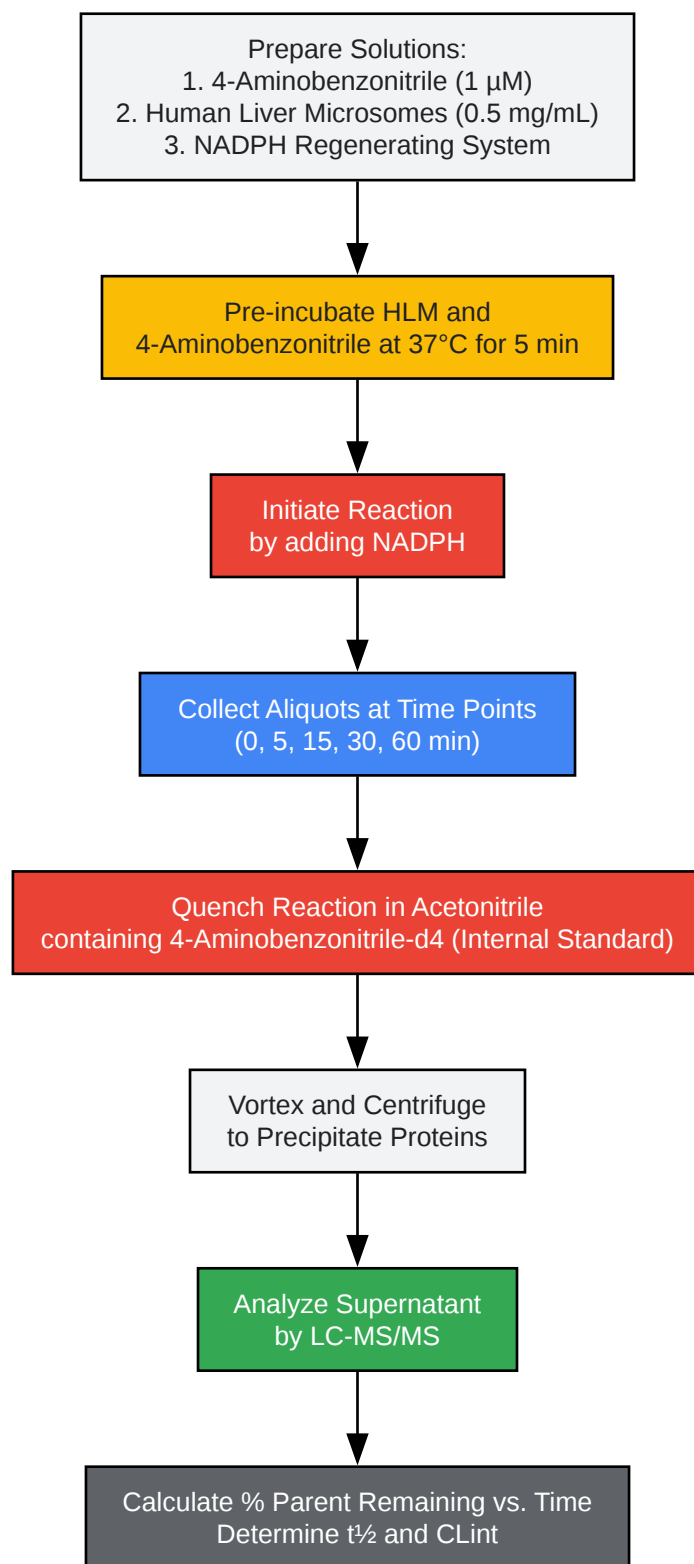 Prepare Solutions:
1. 4-Aminobenzonitrile (1 µM)
2. Human Liver Microsomes (0.5 mg/mL)
3. NADPH Regenerating System
Pre-incubate HLM and
4-Aminobenzonitrile at 37°C for 5 min
Initiate Reaction
by adding NADPH
Collect Aliquots at Time Points
(0, 5, 15, 30, 60 min)
Quench Reaction in Acetonitrile
containing 4-Aminobenzonitrile-d4 (Internal Standard)
Vortex and Centrifuge
to Precipitate Proteins
Analyze Supernatant
by LC-MS/MS
Calculate % Parent Remaining vs. Time
Determine t½ and CLint